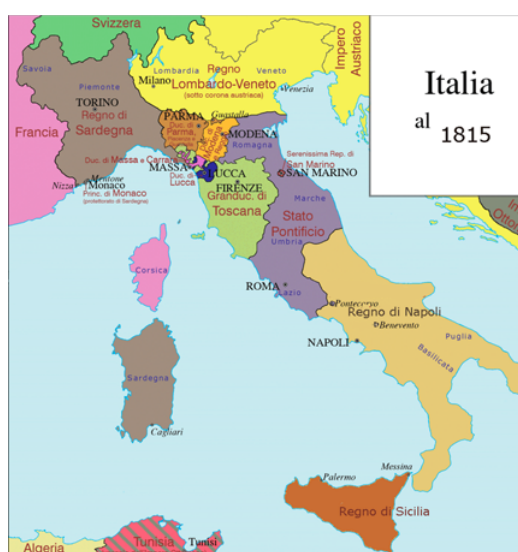 Italia
al 1815
Svizzera
Impero
Austriaco
Savoia
Lombardia
Regno
Veneto
Milano
Lombardo-Veneto
(sotto corona austriaca)
Venezia
Piemonte
TORINO
Regno di
Sardegna
Francia
PARMA
Duc. di
Parma,
Guastalla
MODENA
Romagna
Duc. di Massa e Carrara
MASSA
Duc. di
Lucca
LUCCA
FIRENZE
Granduc. di
Toscana
Serenissima Rep. di
San Marino
SAN MARINO
Mentone
Nizza
Monaco
Princ. di Monaco
(protettorato di Sardegna)
Marche
Stato
Pontificio
Umbria
Corsica
ROMA
Lazio
Pontecorvo
Regno di Napoli
Benevento
NAPOLI
Puglia
Basilicata
Sardegna
Cagliari
Messina
Palermo
Regno di Sicilia
Algeria
Tunisia
Tunisi